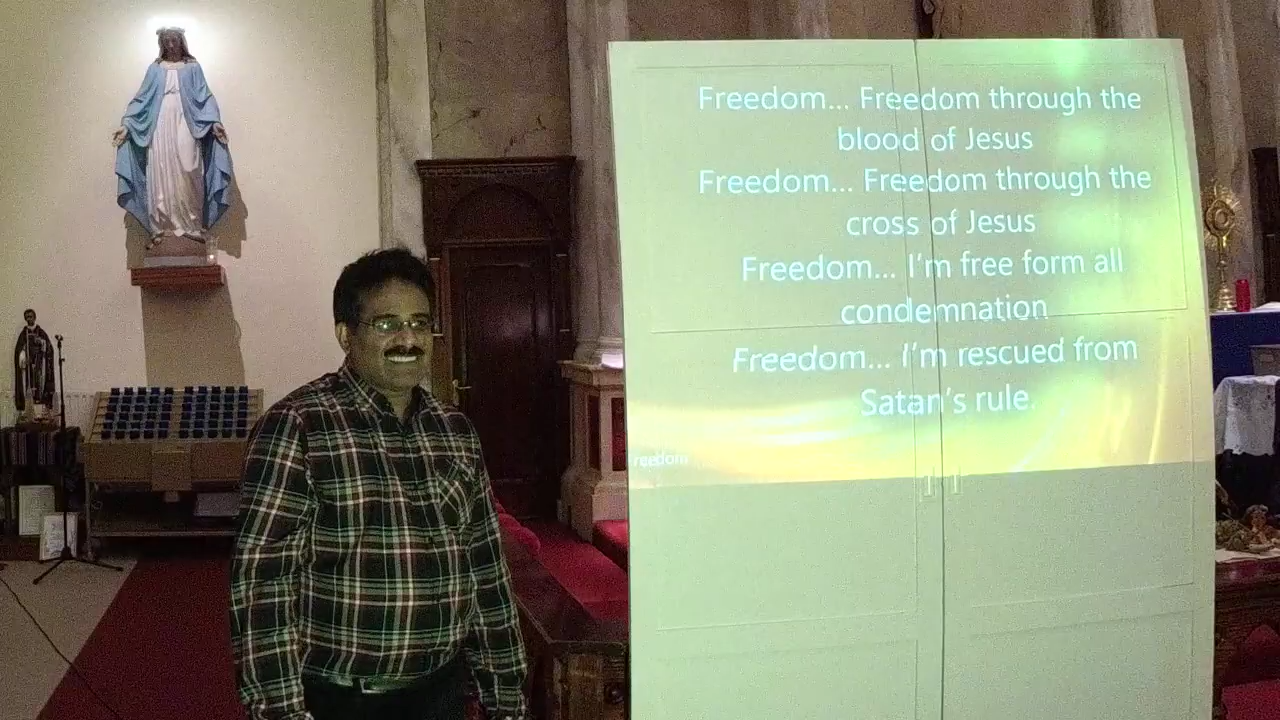 Freedom... Freedom through the
blood of Jesus
Freedom... Freedom through the
cross of Jesus
Freedom... I'm free form all
condemnation
Freedom... I'm rescued from
Satan's rule.
Freedom